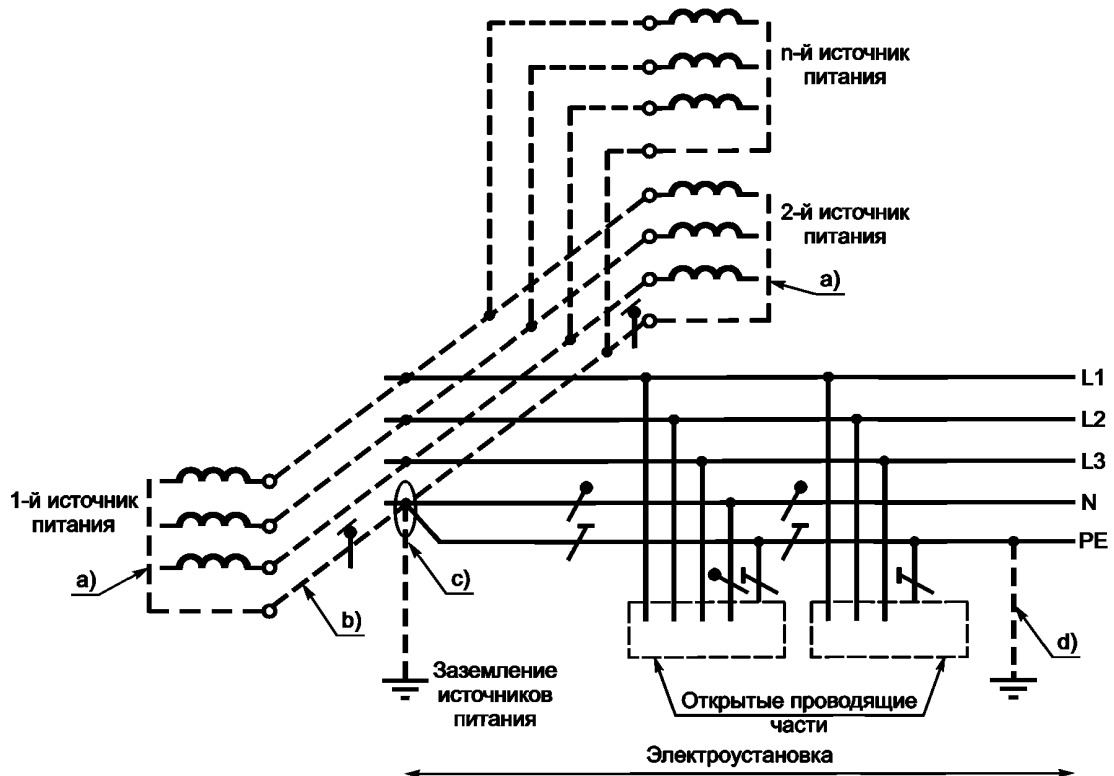 n-й источник
питания
2-й источник
питания
a)
L1
L2
L3
N
PE
1-й источник
питания
a)
b)
c)
d)
Заземление
источников
питания
Открытые проводящие
части
Электроустановка